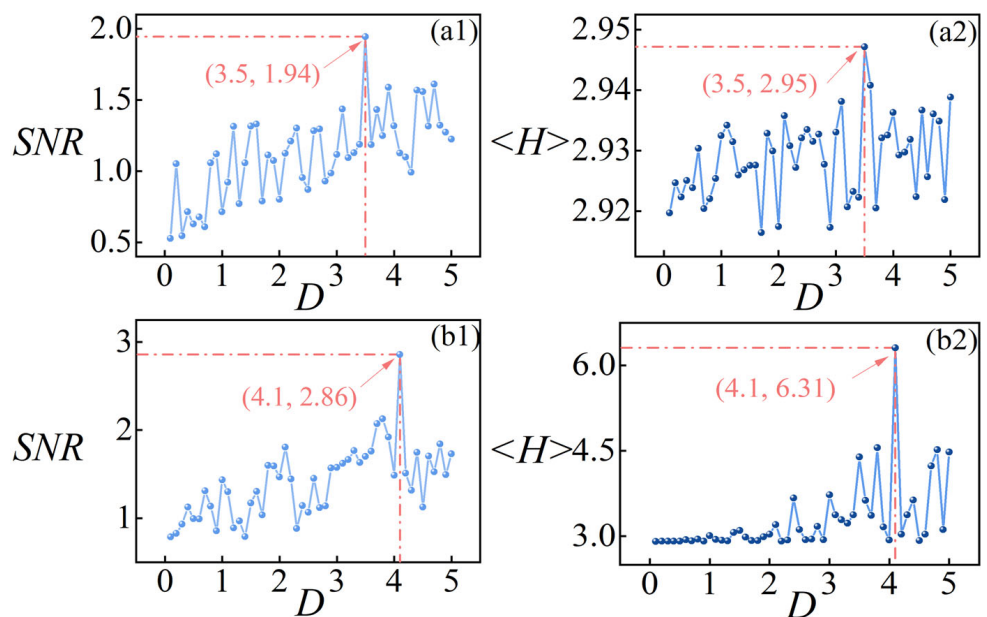 2.0
1.5
1.0
0.5
SNR
(a1)
(3.5, 1.94)
0 1 2 3 4 5
D
2.95
2.94
2.93
2.92
<H>
(a2)
(3.5, 2.95)
0 1 2 3 4 5
D
3
2
1
SNR
(b1)
(4.1, 2.86)
0 1 2 3 4 5
D
6.0
4.5
3.0
<H>
(b2)
(4.1, 6.31)
0 1 2 3 4 5
D